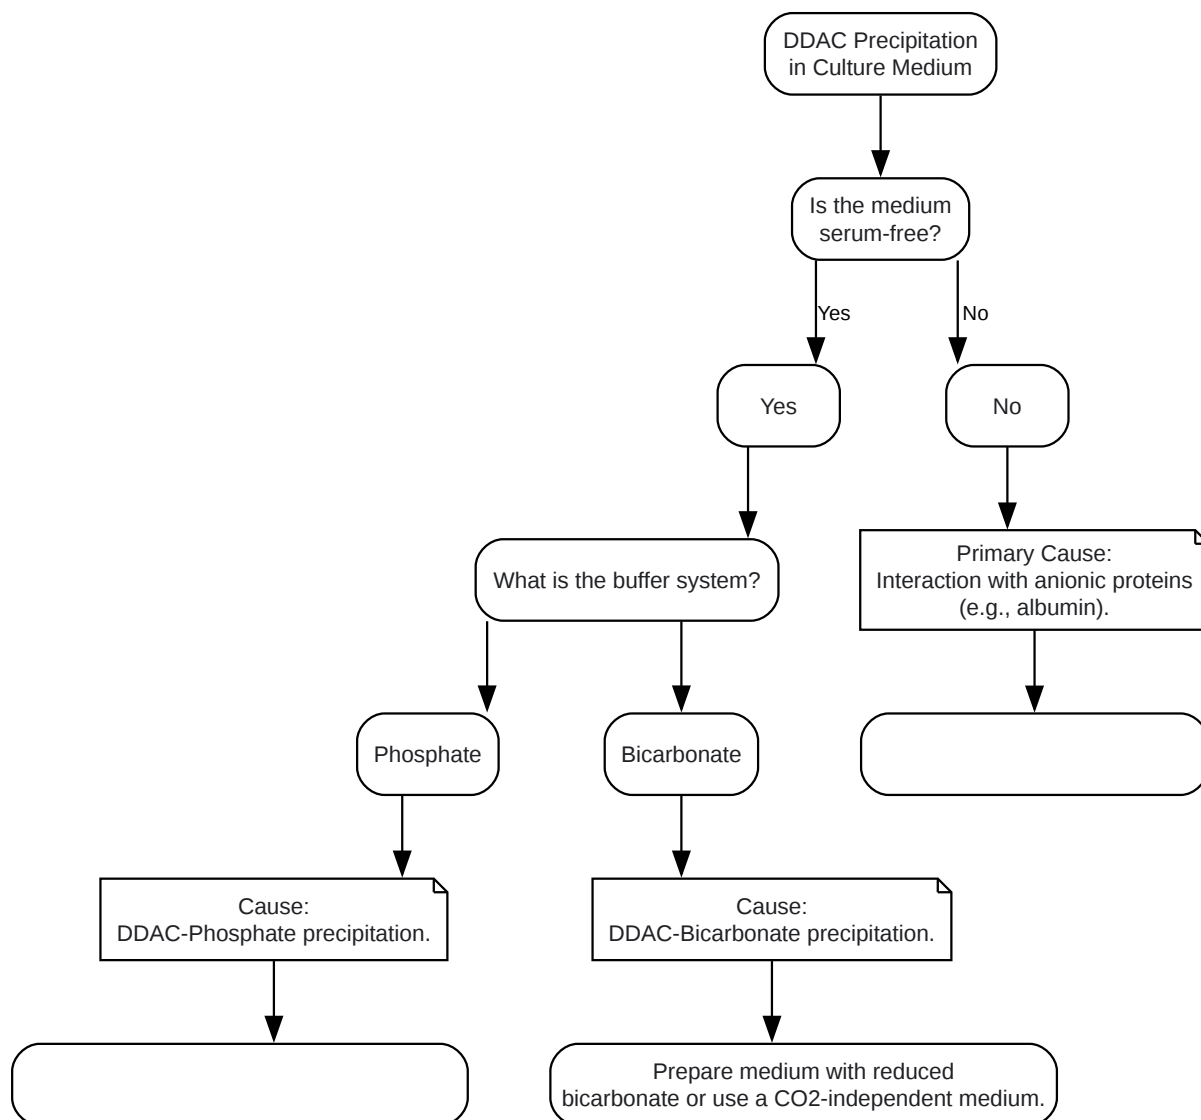 DDAC Precipitation
in Culture Medium
Is the medium
serum-free?
Yes
No
Yes
No
Primary Cause:
Interaction with anionic proteins
(e.g., albumin).
What is the buffer system?
Phosphate
Bicarbonate
Cause:
DDAC-Phosphate precipitation.
Cause:
DDAC-Bicarbonate precipitation.
Prepare medium with reduced
bicarbonate or use a CO2-independent medium.